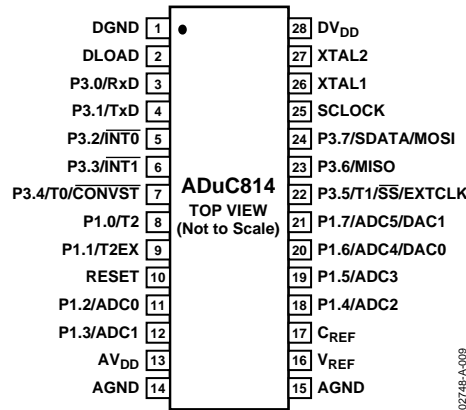 DGND 1
DLOAD 2
P3.0/RxD 3
P3.1/TxD 4
P3.2/I̅N̅T̅0̅ 5
P3.3/I̅N̅T̅1̅ 6
P3.4/T0/C̅O̅N̅V̅S̅T̅ 7
P1.0/T2 8
P1.1/T2EX 9
RESET 10
P1.2/ADC0 11
P1.3/ADC1 12
AVDD 13
AGND 14
ADuC814
TOP VIEW
(Not to Scale)
28 DVDD
27 XTAL2
26 XTAL1
25 SCLOCK
24 P3.7/SDATA/MOSI
23 P3.6/MISO
22 P3.5/T1/S̅S̅/EXTCLK
21 P1.7/ADC5/DAC1
20 P1.6/ADC4/DAC0
19 P1.5/ADC3
18 P1.4/ADC2
17 CREF
16 VREF
15 AGND
02748-A-009